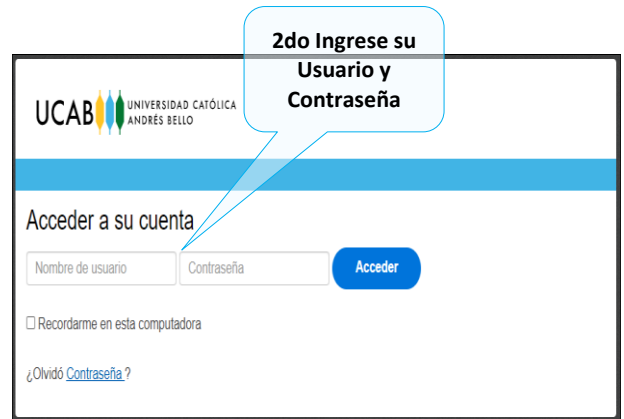 2do Ingrese su
Usuario y
Contraseña
UCAB
UNIVERSIDAD CATÓLICA
ANDRÉS BELLO
Acceder a su cuenta
Nombre de usuario
Contraseña
Acceder
Recordarme en esta computadora
¿Olvidó Contraseña ?